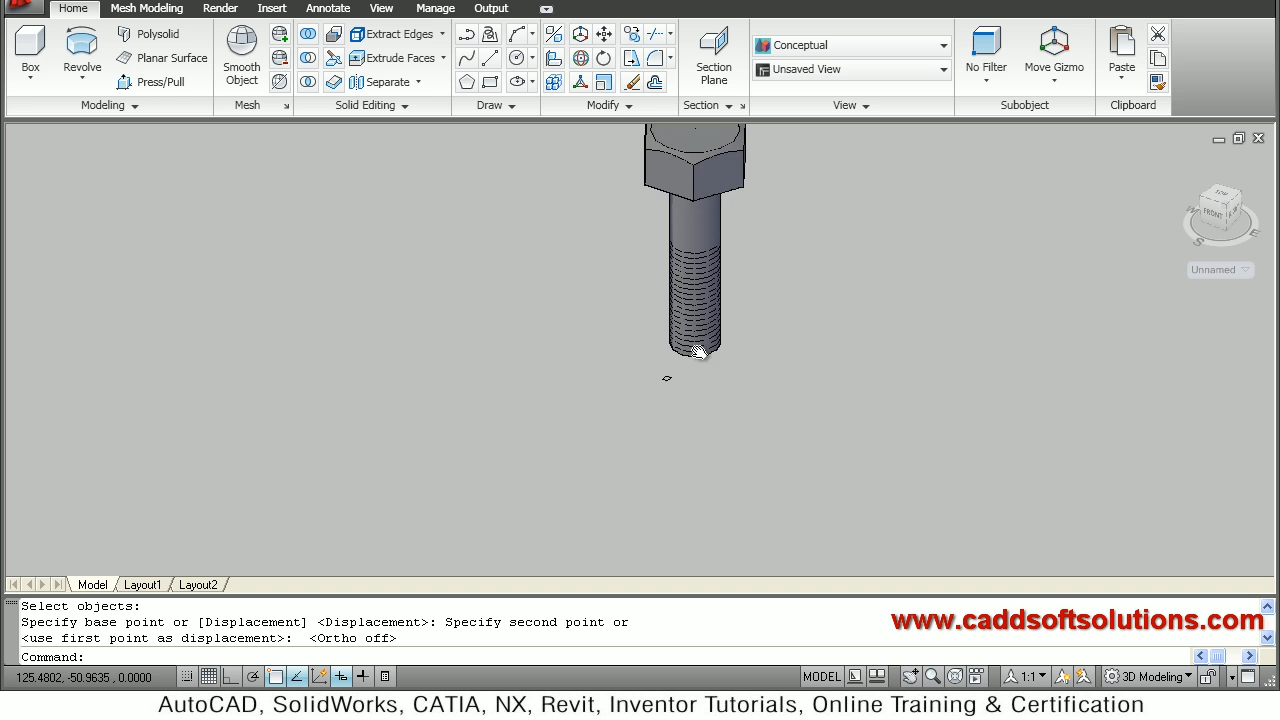 Home Mesh Modeling Render Insert Annotate View Manage Output
Polysolid Extract Edges Conceptual
Planar Surface Extrude Faces Unsaved View
Box Revolve Press/Pull Smooth Object Separate Section Plane No Filter Move Gizmo Paste
Modeling Mesh Solid Editing Draw Modify Section View Subobject Clipboard
TOP
FRONT
W
S
E
Unnamed
Model Layout1 Layout2
Select objects:
Specify base point or [Displacement] <Displacement>: Specify second point or
<use first point as displacement>:  <Ortho off>
Command:
www.caddsoftsolutions.com
125.4802, -50.9635, 0.0000 MODEL 1:1 3D Modeling
AutoCAD, SolidWorks, CATIA, NX, Revit, Inventor Tutorials, Online Training & Certification